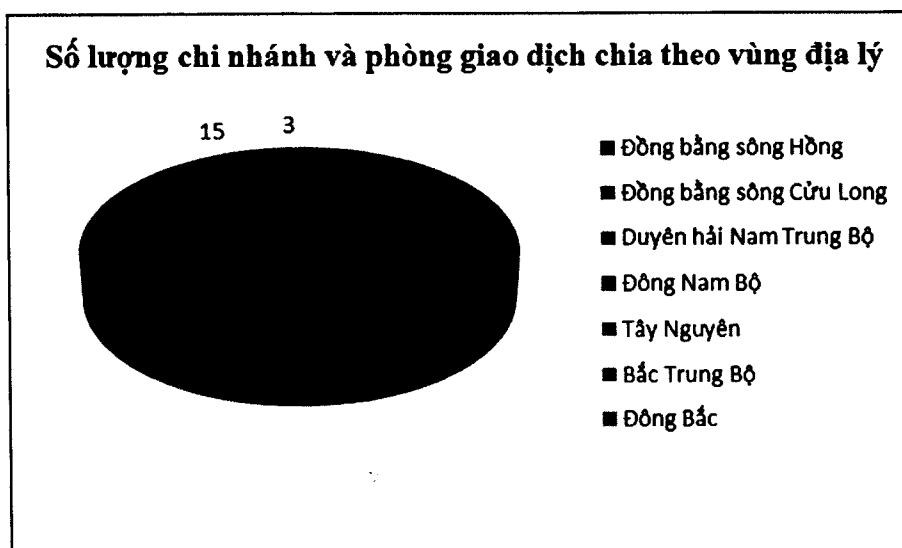 Số lượng chi nhánh và phòng giao dịch chia theo vùng địa lý
15 3
Đồng bằng sông Hồng
Đồng bằng sông Cửu Long
Duyên hải Nam Trung Bộ
Đông Nam Bộ
Tây Nguyên
Bắc Trung Bộ
Đông Bắc